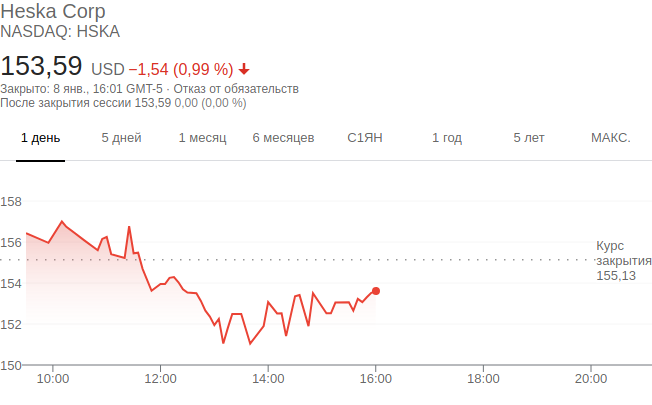 Heska Corp
NASDAQ: HSKA
153,59 USD −1,54 (0,99 %)
Закрыто: 8 янв., 16:01 GMT-5 · Отказ от обязательств
После закрытия сессии 153,59 0,00 (0,00 %)
1 день 5 дней 1 месяц 6 месяцев С1ЯН 1 год 5 лет МАКС.
158
156
154
152
150
Курс
закрытия
155,13
10:00 12:00 14:00 16:00 18:00 20:00